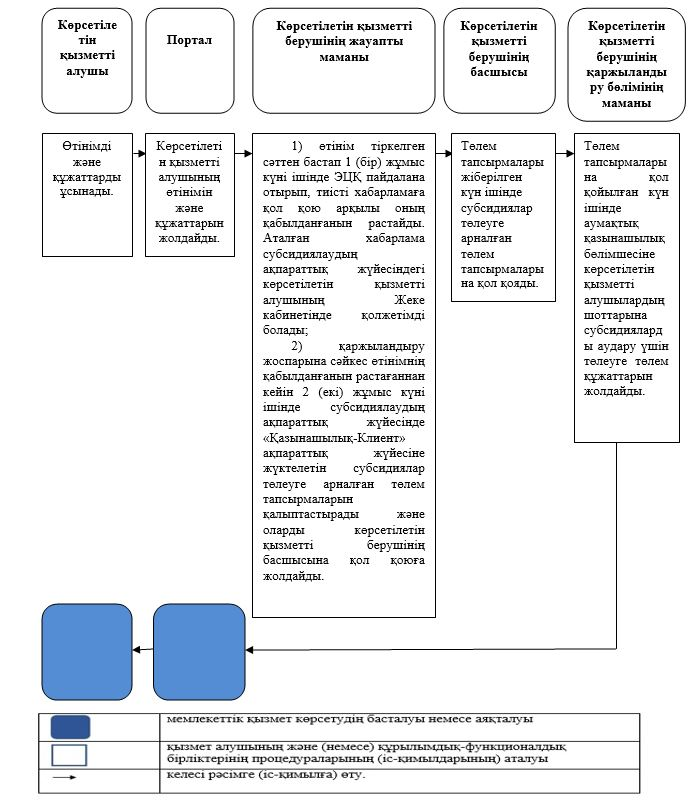 Көрсетіле
тін
қызметті
алушы
Портал
Көрсетілетін қызметті
берушінің жауапты
маманы
Көрсетілетін
қызметті
берушінің
басшысы
Көрсетілетін
қызметті
берушінің
қаржыланды
ру бөлімінің
маманы
Өтінімді
және
құжаттарды
ұсынады.
Көрсетілеті
н қызметті
алушының
өтінімін
және
құжаттарын
жолдайды.
1) өтінім тіркелген
сәттен бастап 1 (бір) жұмыс
күні ішінде ЭЦҚ пайдалана
отырып, тиісті хабарламаға
қол қою арқылы оның
қабылданғанын растайды.
Аталған хабарлама
субсидиялаудың
ақпараттық жүйесіндегі
көрсетілетін қызметті
алушының Жеке
кабинетінде қолжетімді
болады;
2) қаржыландыру
жоспарына сәйкес өтінімнің
қабылданғанын растағаннан
кейін 2 (екі) жұмыс күні
ішінде субсидиялаудың
ақпараттық жүйесінде
«Қазынашылық-Клиент»
ақпараттық жүйесіне
жүктелетін субсидиялар
төлеуге арналған төлем
тапсырмаларын
қалыптастырады және
оларды көрсетілетін
қызметті берушінің
басшысына қол қоюға
жолдайды.
Төлем
тапсырмалары
жіберілген
күн ішінде
субсидиялар
төлеуге
арналған
төлем
тапсырмалары
на қол қояды.
Төлем
тапсырмалары
на қол
қойылған күн
ішінде
аумақтық
қазынашылық
бөлімшесіне
көрсетілетін
қызметті
алушылардың
шоттарына
субсидиялард
ы аудару үшін
төлеуге төлем
құжаттарын
жолдайды.
мемлекеттік қызмет көрсетудің басталуы немесе аяқталуы
қызмет алушының және (немесе) құрылымдық-функционалдық
бірліктерінің процедураларының (іс-қимылдарының) атауы
келесі рәсімге (іс-қимылға) өту.